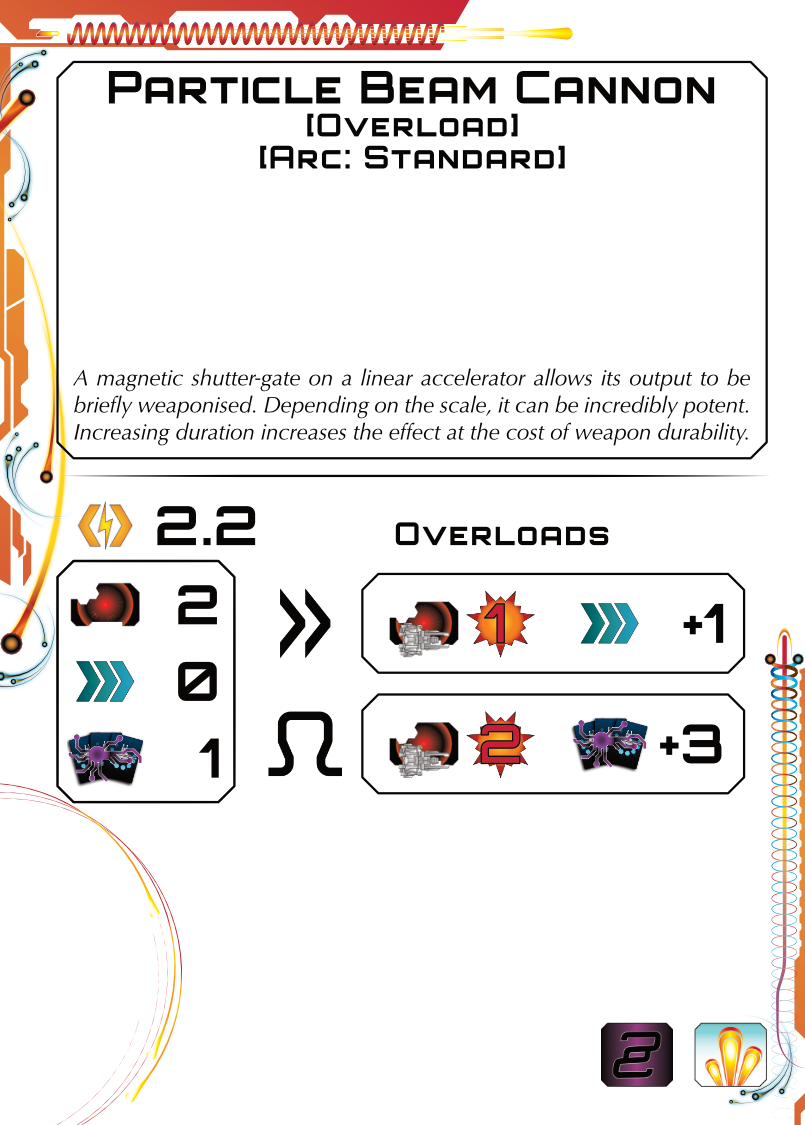 Particle Beam Cannon
[Overload]
[Arc: Standard]
A magnetic shutter-gate on a linear accelerator allows its output to be
briefly weaponised. Depending on the scale, it can be incredibly potent.
Increasing duration increases the effect at the cost of weapon durability.
2.2
Overloads
2
1 +1
0
Ω 2 +3
1
2